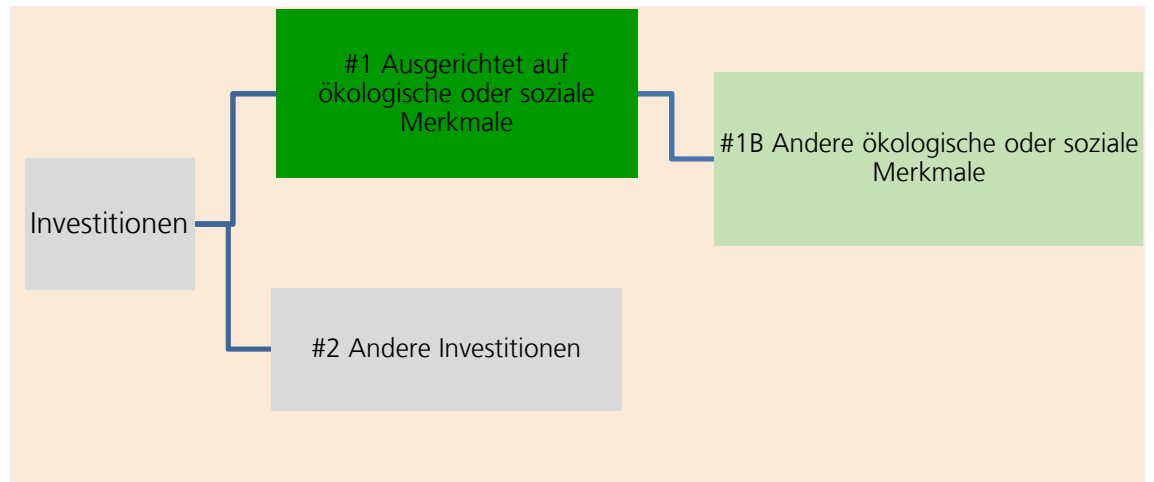 #1 Ausgerichtet auf
ökologische oder soziale
Merkmale
#1B Andere ökologische oder soziale
Merkmale
Investitionen
#2 Andere Investitionen